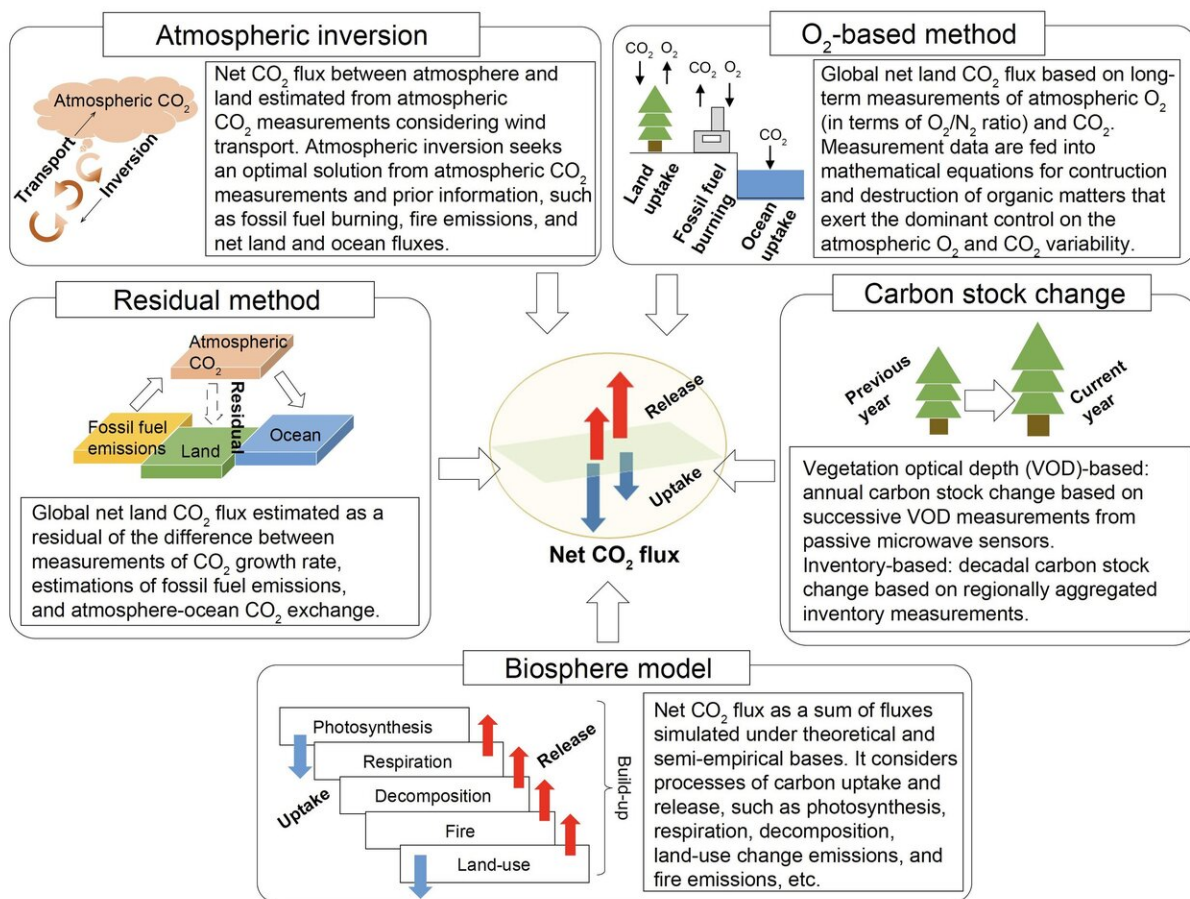 Atmospheric inversion
Atmospheric CO₂
Transport
Inversion
Net CO₂ flux between atmosphere and
land estimated from atmospheric
CO₂ measurements considering wind
transport. Atmospheric inversion seeks
an optimal solution from atmospheric CO₂
measurements and prior information, such
as fossil fuel burning, fire emissions, and
net land and ocean fluxes.
O₂-based method
CO₂ O₂
CO₂ O₂
CO₂
Land
uptake
Fossil fuel
burning
Ocean
uptake
Global net land CO₂ flux based on long-
term measurements of atmospheric O₂
(in terms of O₂/N₂ ratio) and CO₂.
Measurement data are fed into
mathematical equations for contruction
and destruction of organic matters that
exert the dominant control on the
atmospheric O₂ and CO₂ variability.
Residual method
Atmospheric
CO₂
Residual
Fossil fuel
emissions
Land
Ocean
Global net land CO₂ flux estimated as a
residual of the difference between
measurements of CO₂ growth rate,
estimations of fossil fuel emissions,
and atmosphere-ocean CO₂ exchange.
Release
Uptake
Net CO₂ flux
Carbon stock change
Previous
year
Current
year
Vegetation optical depth (VOD)-based:
annual carbon stock change based on
successive VOD measurements from
passive microwave sensors.
Inventory-based: decadal carbon stock
change based on regionally aggregated
inventory measurements.
Biosphere model
Photosynthesis
Respiration
Decomposition
Fire
Land-use
Uptake
Release
Build-up
Net CO₂ flux as a sum of fluxes
simulated under theoretical and
semi-empirical bases. It considers
processes of carbon uptake and
release, such as photosynthesis,
respiration, decomposition,
land-use change emissions, and
fire emissions, etc.